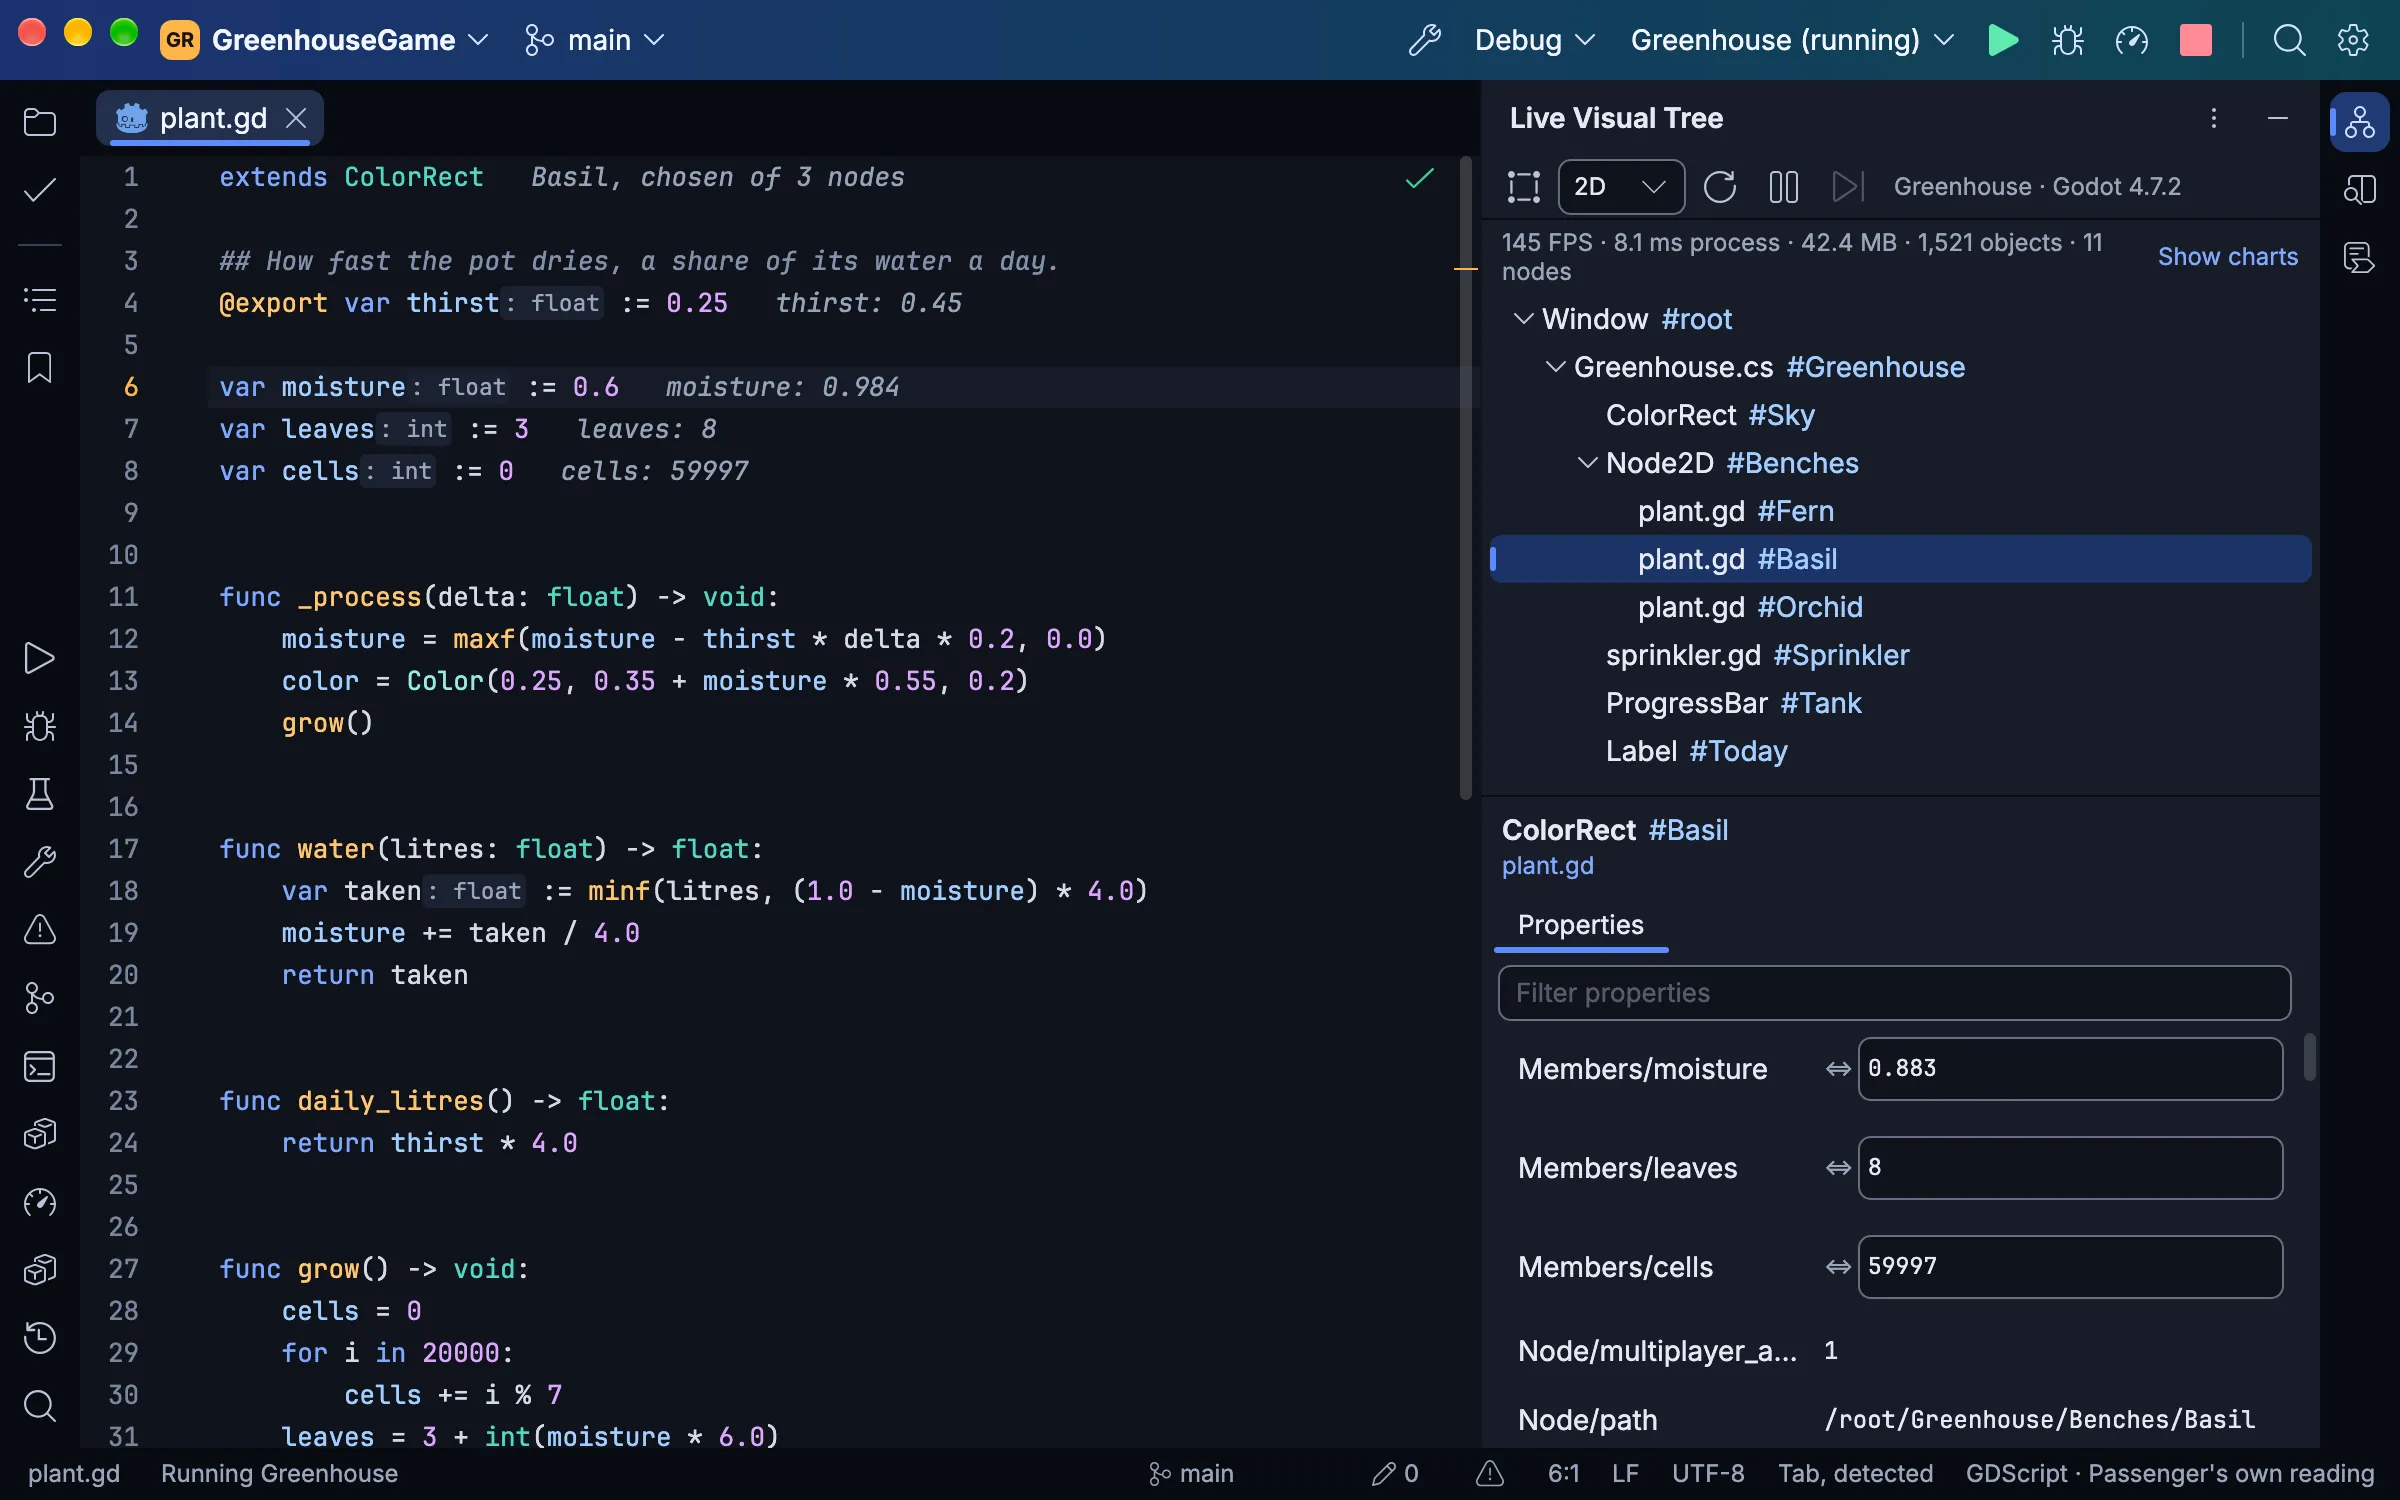 GR GreenhouseGame main Debug Greenhouse (running)
plant.gd
1 extends ColorRect Basil, chosen of 3 nodes
2
3 ## How fast the pot dries, a share of its water a day.
4 @export var thirst: float := 0.25 thirst: 0.45
5
6 var moisture: float := 0.6 moisture: 0.984
7 var leaves: int := 3 leaves: 8
8 var cells: int := 0 cells: 59997
9
10
11 func _process(delta: float) -> void:
12 moisture = maxf(moisture - thirst * delta * 0.2, 0.0)
13 color = Color(0.25, 0.35 + moisture * 0.55, 0.2)
14 grow()
15
16
17 func water(litres: float) -> float:
18 var taken: float := minf(litres, (1.0 - moisture) * 4.0)
19 moisture += taken / 4.0
20 return taken
21
22
23 func daily_litres() -> float:
24 return thirst * 4.0
25
26
27 func grow() -> void:
28 cells = 0
29 for i in 20000:
30 cells += i % 7
31 leaves = 3 + int(moisture * 6.0)
Live Visual Tree
2D Greenhouse · Godot 4.7.2
145 FPS · 8.1 ms process · 42.4 MB · 1,521 objects · 11
nodes
Show charts
Window #root
Greenhouse.cs #Greenhouse
ColorRect #Sky
Node2D #Benches
plant.gd #Fern
plant.gd #Basil
plant.gd #Orchid
sprinkler.gd #Sprinkler
ProgressBar #Tank
Label #Today
ColorRect #Basil
plant.gd
Properties
Filter properties
Members/moisture 0.883
Members/leaves 8
Members/cells 59997
Node/multiplayer_a... 1
Node/path /root/Greenhouse/Benches/Basil
plant.gd Running Greenhouse main 0 6:1 LF UTF-8 Tab, detected GDScript · Passenger's own reading